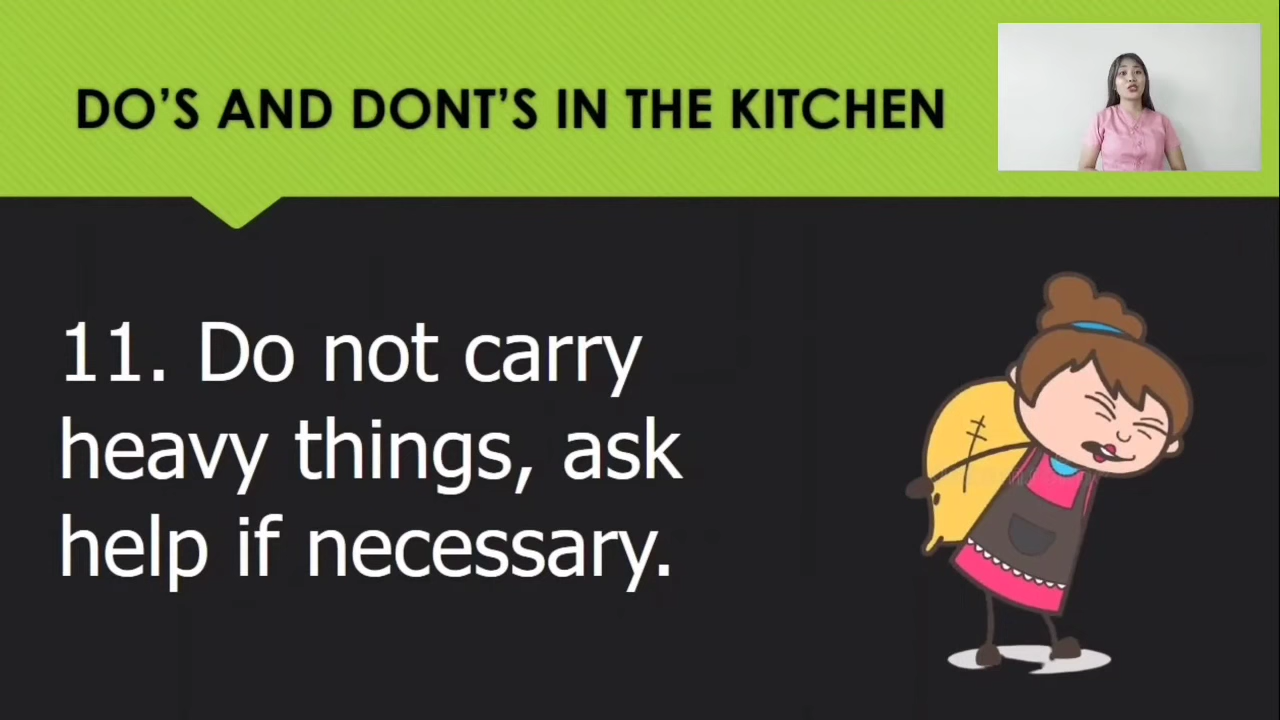 DO’S AND DONT’S IN THE KITCHEN
11. Do not carry
heavy things, ask
help if necessary.